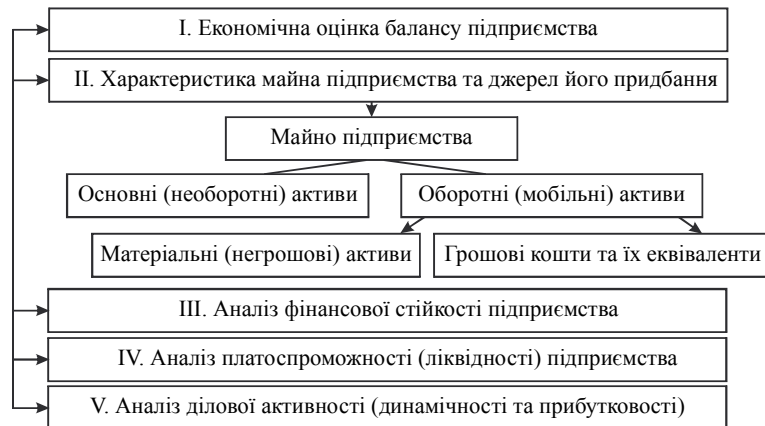 I. Економічна оцінка балансу підприємства
II. Характеристика майна підприємства та джерел його придбання
Майно підприємства
Основні (необоротні) активи
Оборотні (мобільні) активи
Матеріальні (негрошові) активи
Грошові кошти та їх еквіваленти
III. Аналіз фінансової стійкості підприємства
IV. Аналіз платоспроможності (ліквідності) підприємства
V. Аналіз ділової активності (динамічності та прибутковості)